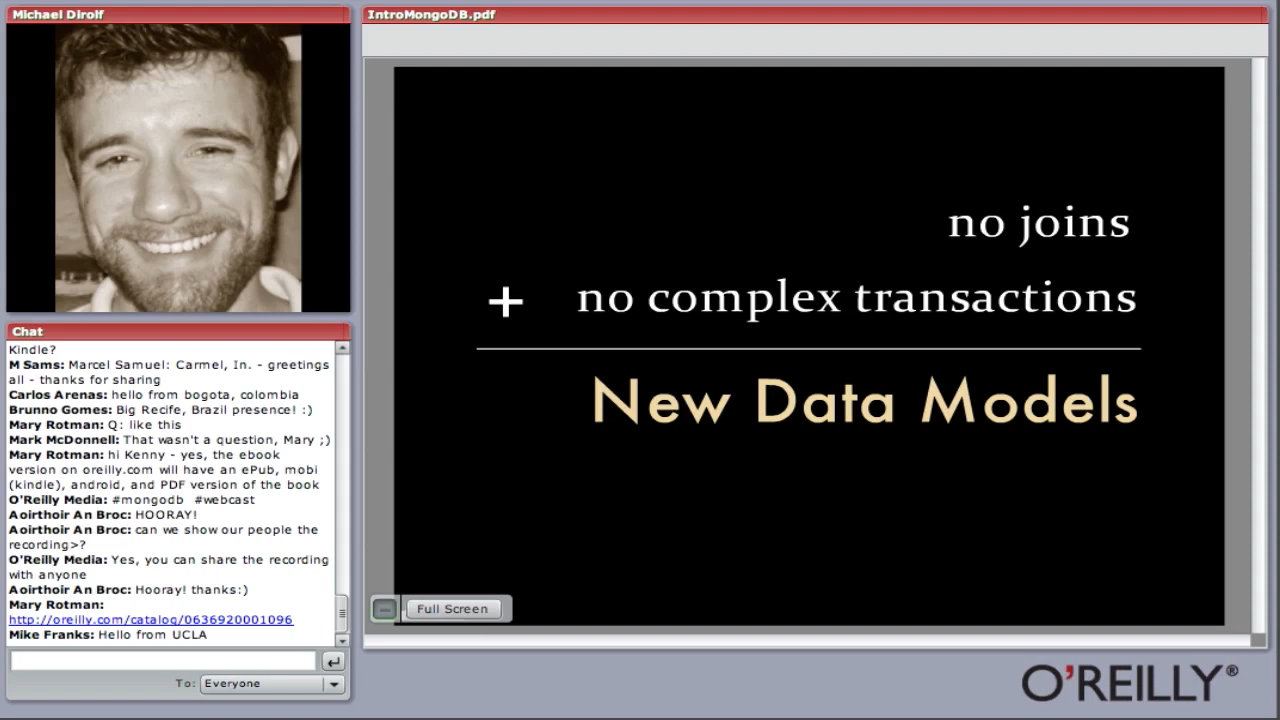 Michael Dirolf
IntroMongoDB.pdf
no joins
+ no complex transactions
New Data Models
Full Screen
Chat
Kindle?
M Sams: Marcel Samuel: Carmel, In. - greetings
all - thanks for sharing
Carlos Arenas: hello from bogota, colombia
Brunno Gomes: Big Recife, Brazil presence! :)
Mary Rotman: Q: like this
Mark McDonnell: That wasn't a question, Mary ;)
Mary Rotman: hi Kenny - yes, the ebook
version on oreilly.com will have an ePub, mobi
(kindle), android, and PDF version of the book
O'Reilly Media: #mongodb #webcast
Aoirthoir An Broc: HOORAY!
Aoirthoir An Broc: can we show our people the
recording>?
O'Reilly Media: Yes, you can share the recording
with anyone
Aoirthoir An Broc: Hooray! thanks:)
Mary Rotman:
http://oreilly.com/catalog/0636920001096
Mike Franks: Hello from UCLA
To: Everyone
O'REILLY®